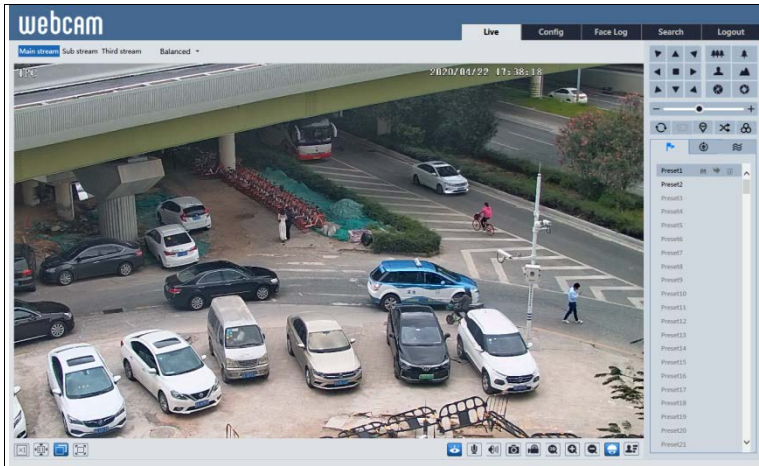 webcam
Live Config Face Log Search Logout
Main stream Sub stream Third stream Balanced
IPC
2020/04/22 17:38:18
Preset1
Preset2
Preset3
Preset4
Preset5
Preset6
Preset7
Preset8
Preset9
Preset10
Preset11
Preset12
Preset13
Preset14
Preset15
Preset16
Preset17
Preset18
Preset19
Preset20
Preset21